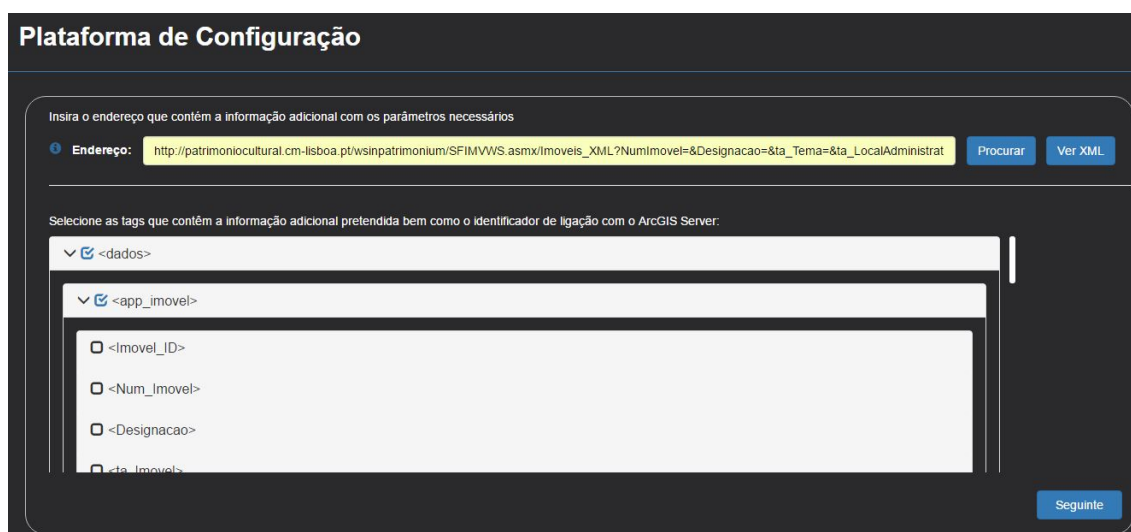 Plataforma de Configuração
Insira o endereço que contém a informação adicional com os parâmetros necessários
Endereço: http://patrimoniocultural.cm-lisboa.pt/wsinpatrimonium/SFIMVWS.asmx/Imoveis_XML?NumImovel=&Designacao=&ta_Tema=&ta_LocalAdministrat Procurar Ver XML
Selecione as tags que contêm a informação adicional pretendida bem como o identificador de ligação com o ArcGIS Server:
<dados>
<app_imovel>
<Imovel_ID>
<Num_Imovel>
<Designacao>
<ta_Imovel>
Seguinte